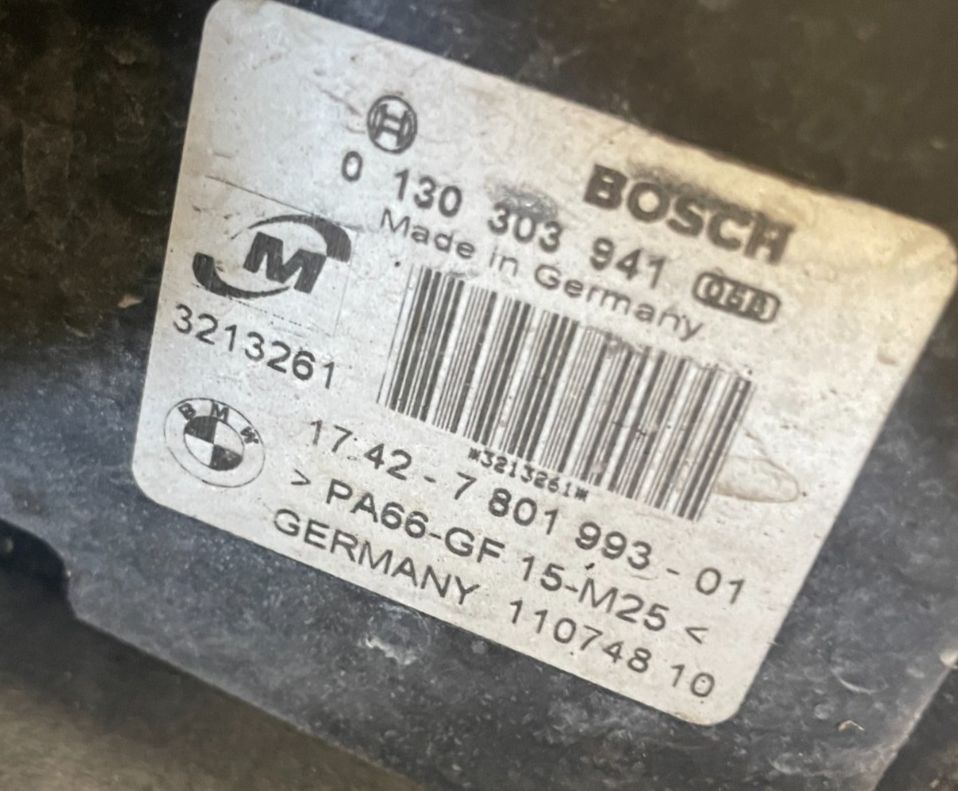 BOSCH
0 130 303 941
Made in Germany
M
3213261
*3213261*
BMW
17.42 - 7 801 993 - 01
> PA66-GF 15-M25 <
GERMANY 110748 10